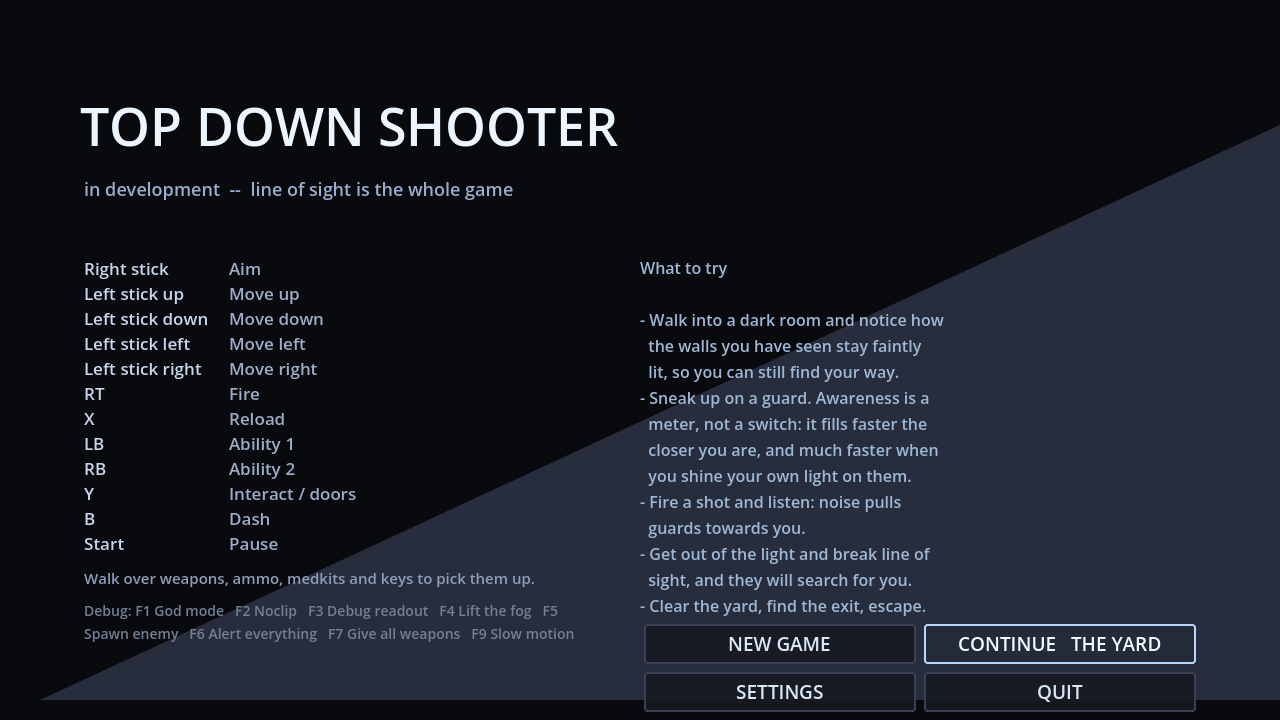 TOP DOWN SHOOTER
in development  --  line of sight is the whole game
Right stick Aim
Left stick up Move up
Left stick down Move down
Left stick left Move left
Left stick right Move right
RT Fire
X Reload
LB Ability 1
RB Ability 2
Y Interact / doors
B Dash
Start Pause
Walk over weapons, ammo, medkits and keys to pick them up.
Debug: F1 God mode   F2 Noclip   F3 Debug readout   F4 Lift the fog   F5
Spawn enemy   F6 Alert everything   F7 Give all weapons   F9 Slow motion
What to try
- Walk into a dark room and notice how
the walls you have seen stay faintly
lit, so you can still find your way.
- Sneak up on a guard. Awareness is a
meter, not a switch: it fills faster the
closer you are, and much faster when
you shine your own light on them.
- Fire a shot and listen: noise pulls
guards towards you.
- Get out of the light and break line of
sight, and they will search for you.
- Clear the yard, find the exit, escape.
NEW GAME
CONTINUE   THE YARD
SETTINGS
QUIT